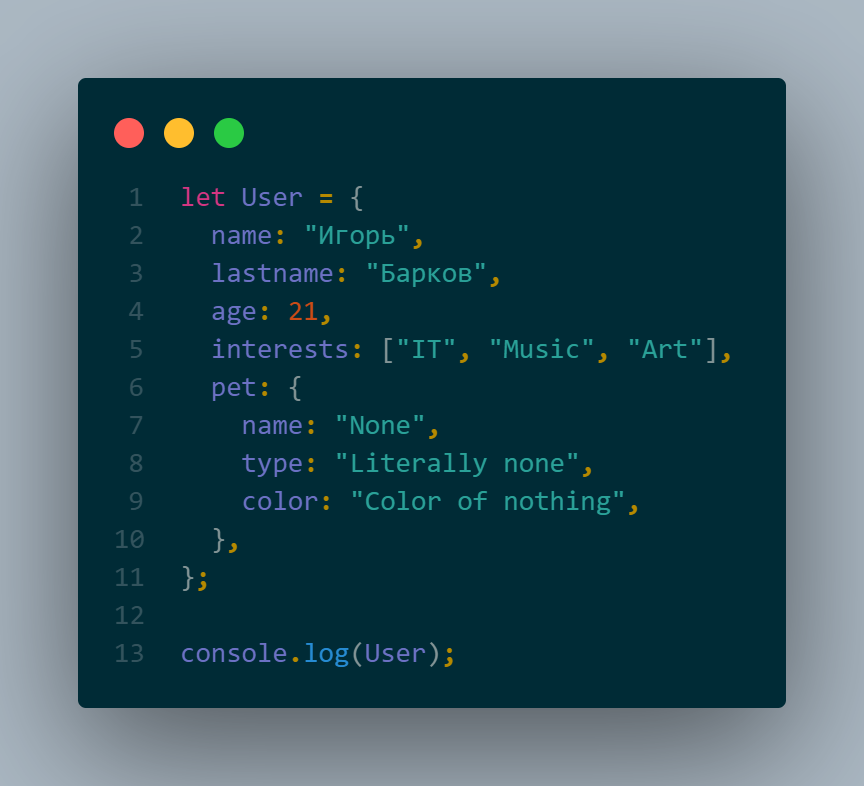 1 let User = {
2 name: "Игорь",
3 lastname: "Барков",
4 age: 21,
5 interests: ["IT", "Music", "Art"],
6 pet: {
7 name: "None",
8 type: "Literally none",
9 color: "Color of nothing",
10 },
11 };
12
13 console.log(User);